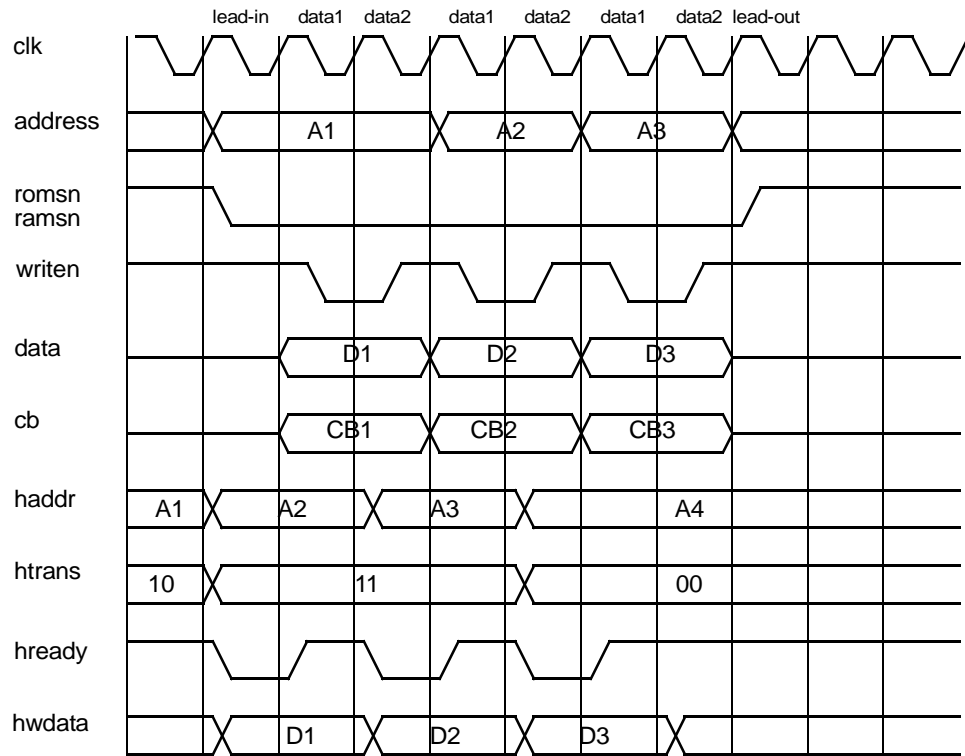 lead-in data1 data2 data1 data2 data1 data2 lead-out
clk
address A1 A2 A3
romsn
ramsn
writen
data D1 D2 D3
cb CB1 CB2 CB3
haddr A1 A2 A3 A4
htrans 10 11 00
hready
hwdata D1 D2 D3